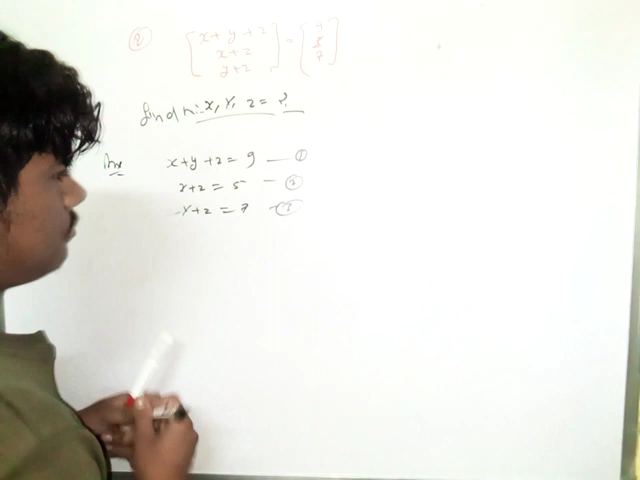 ② [x+y+z x+z y+z] = [9 5 7]
find n:- x, y, z = ?
Ans x+y+z = 9 — ①
x+z = 5 — ②
y+z = 7 — ③